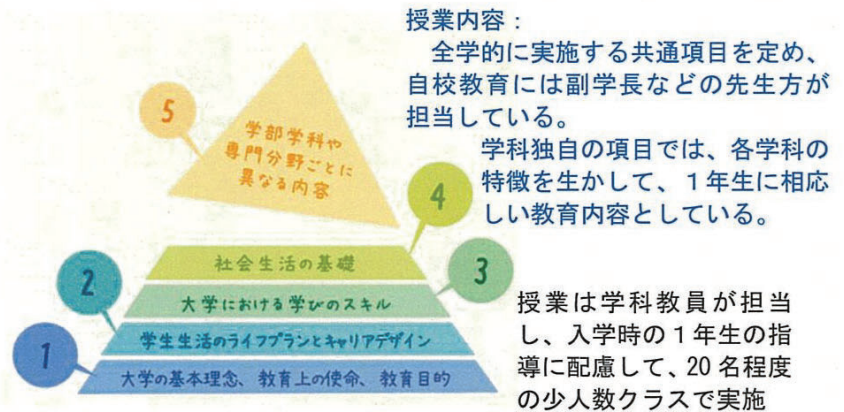 授業内容：
全学的に実施する共通項目を定め、
自校教育には副学長などの先生方が
担当している。
学科独自の項目では、各学科の
特徴を生かして、１年生に相応
しい教育内容としている。
5
学部学科や
専門分野ごとに
異なる内容
4
社会生活の基礎
3
大学における学びのスキル
2
学生生活のライフプランとキャリアデザイン
1
大学の基本理念、教育上の使命、教育目的
授業は学科教員が担当
し、入学時の１年生の指
導に配慮して、20 名程度
の少人数クラスで実施